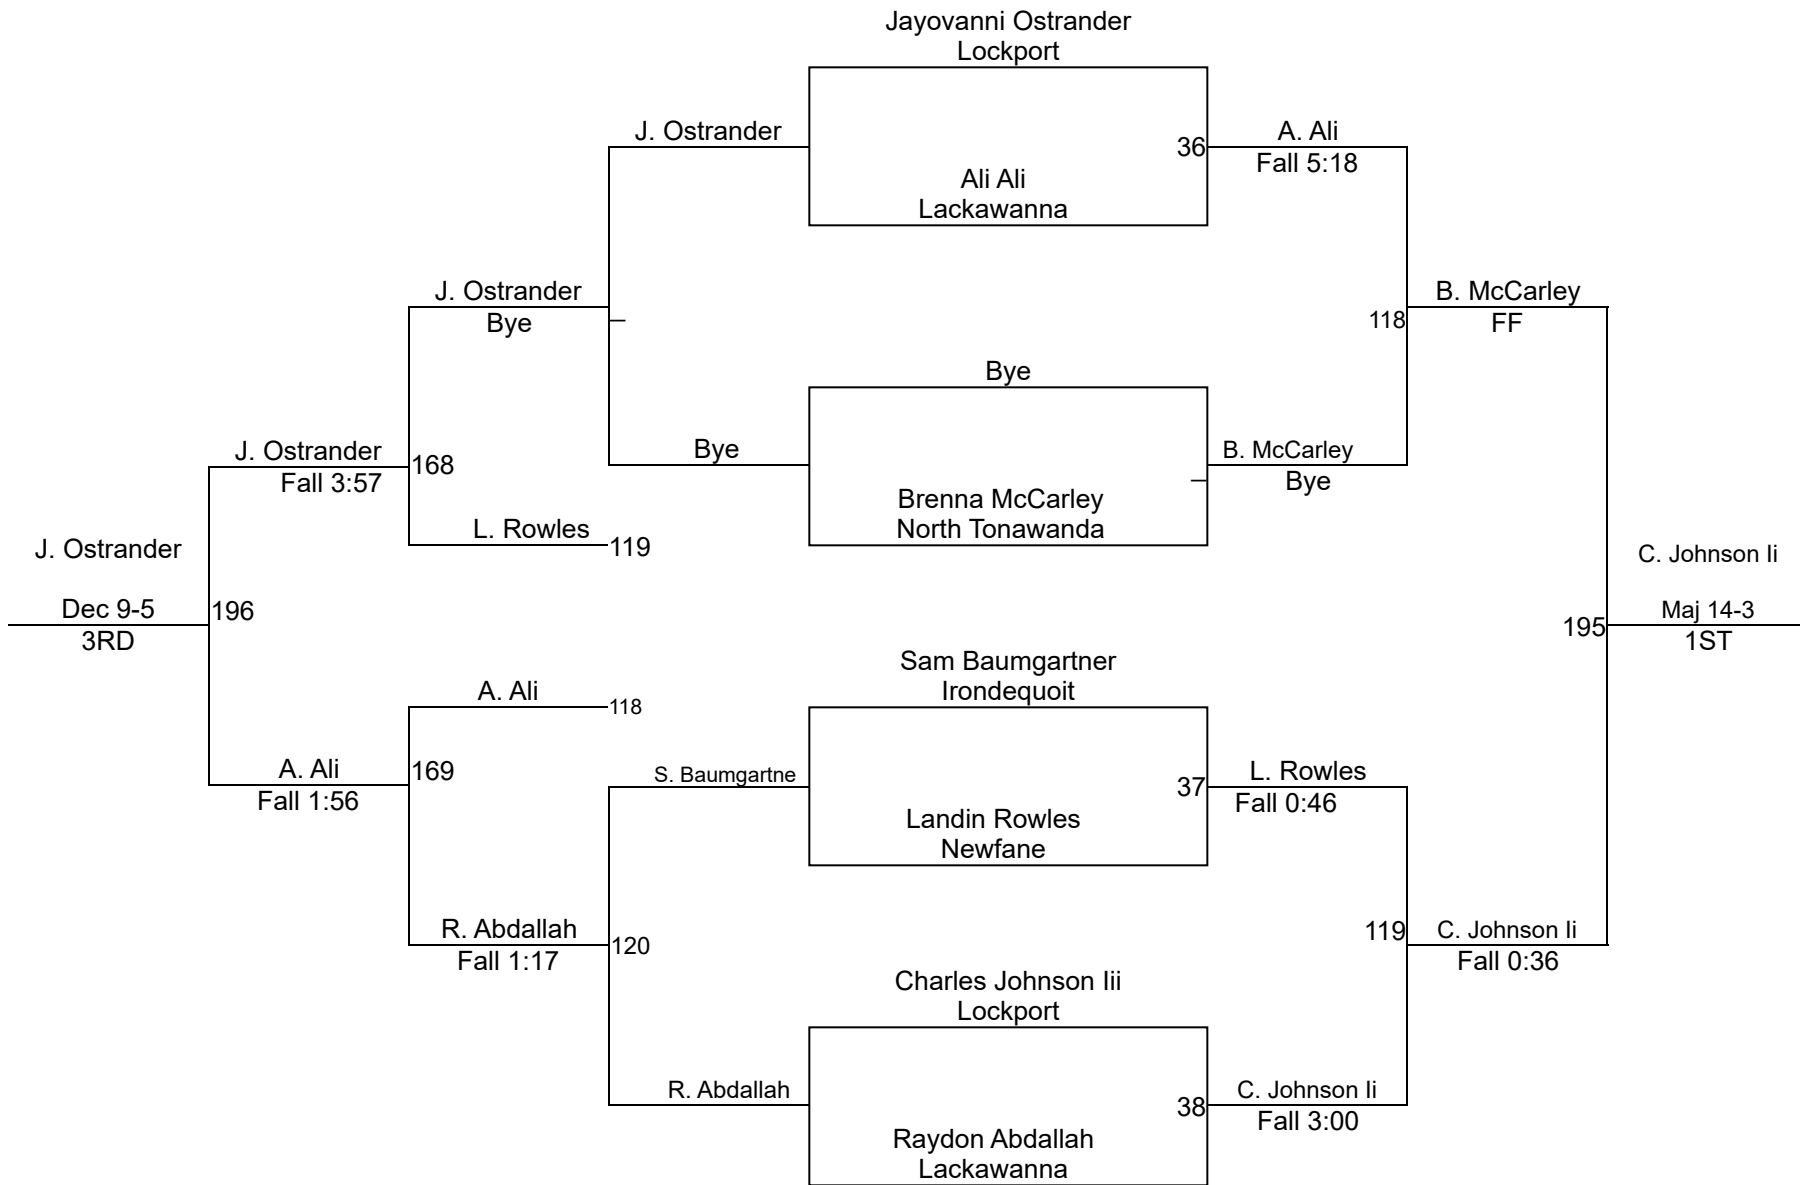 Jayovanni Ostrander
Lockport
J. Ostrander
36
A. Ali
Fall 5:18
Ali Ali
Lackawanna
J. Ostrander
Bye
–
118
B. McCarley
FF
Bye
J. Ostrander
Fall 3:57
168
Bye
B. McCarley
Bye
–
Brenna McCarley
North Tonawanda
L. Rowles
119
J. Ostrander
Dec 9-5
3RD
196
C. Johnson Ii
Maj 14-3
1ST
195
Sam Baumgartner
Irondequoit
A. Ali
118
A. Ali
Fall 1:56
169
S. Baumgartne
37
L. Rowles
Fall 0:46
Landin Rowles
Newfane
R. Abdallah
Fall 1:17
120
119
C. Johnson Ii
Fall 0:36
Charles Johnson Iii
Lockport
R. Abdallah
38
C. Johnson Ii
Fall 3:00
Raydon Abdallah
Lackawanna